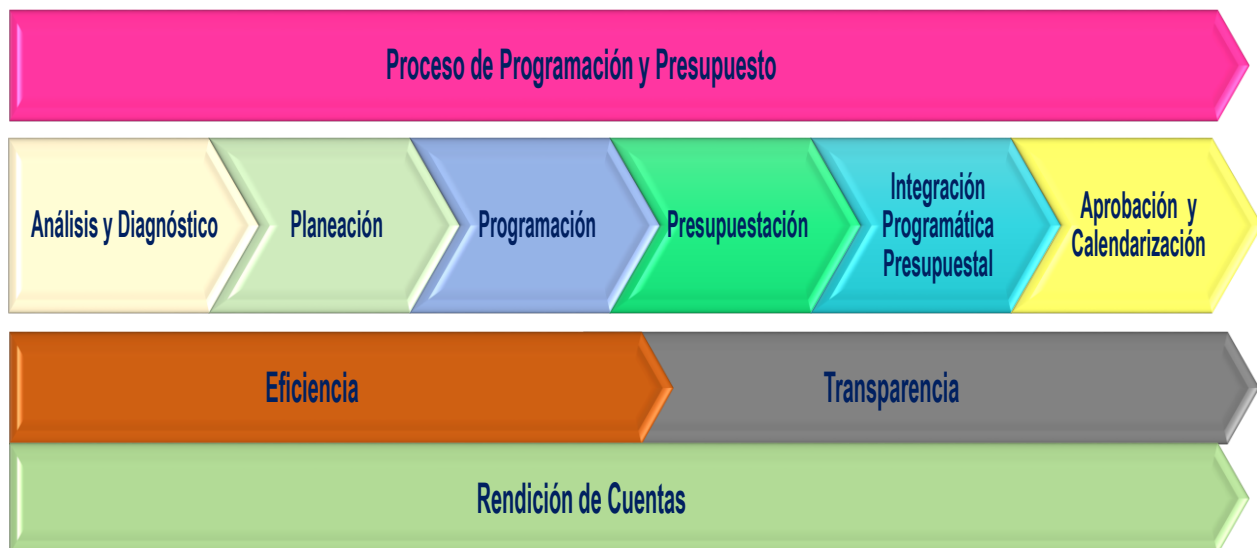 Proceso de Programación y Presupuesto
Análisis y Diagnóstico
Planeación
Programación
Presupuestación
Integración
Programática
Presupuestal
Aprobación y
Calendarización
Eficiencia
Transparencia
Rendición de Cuentas